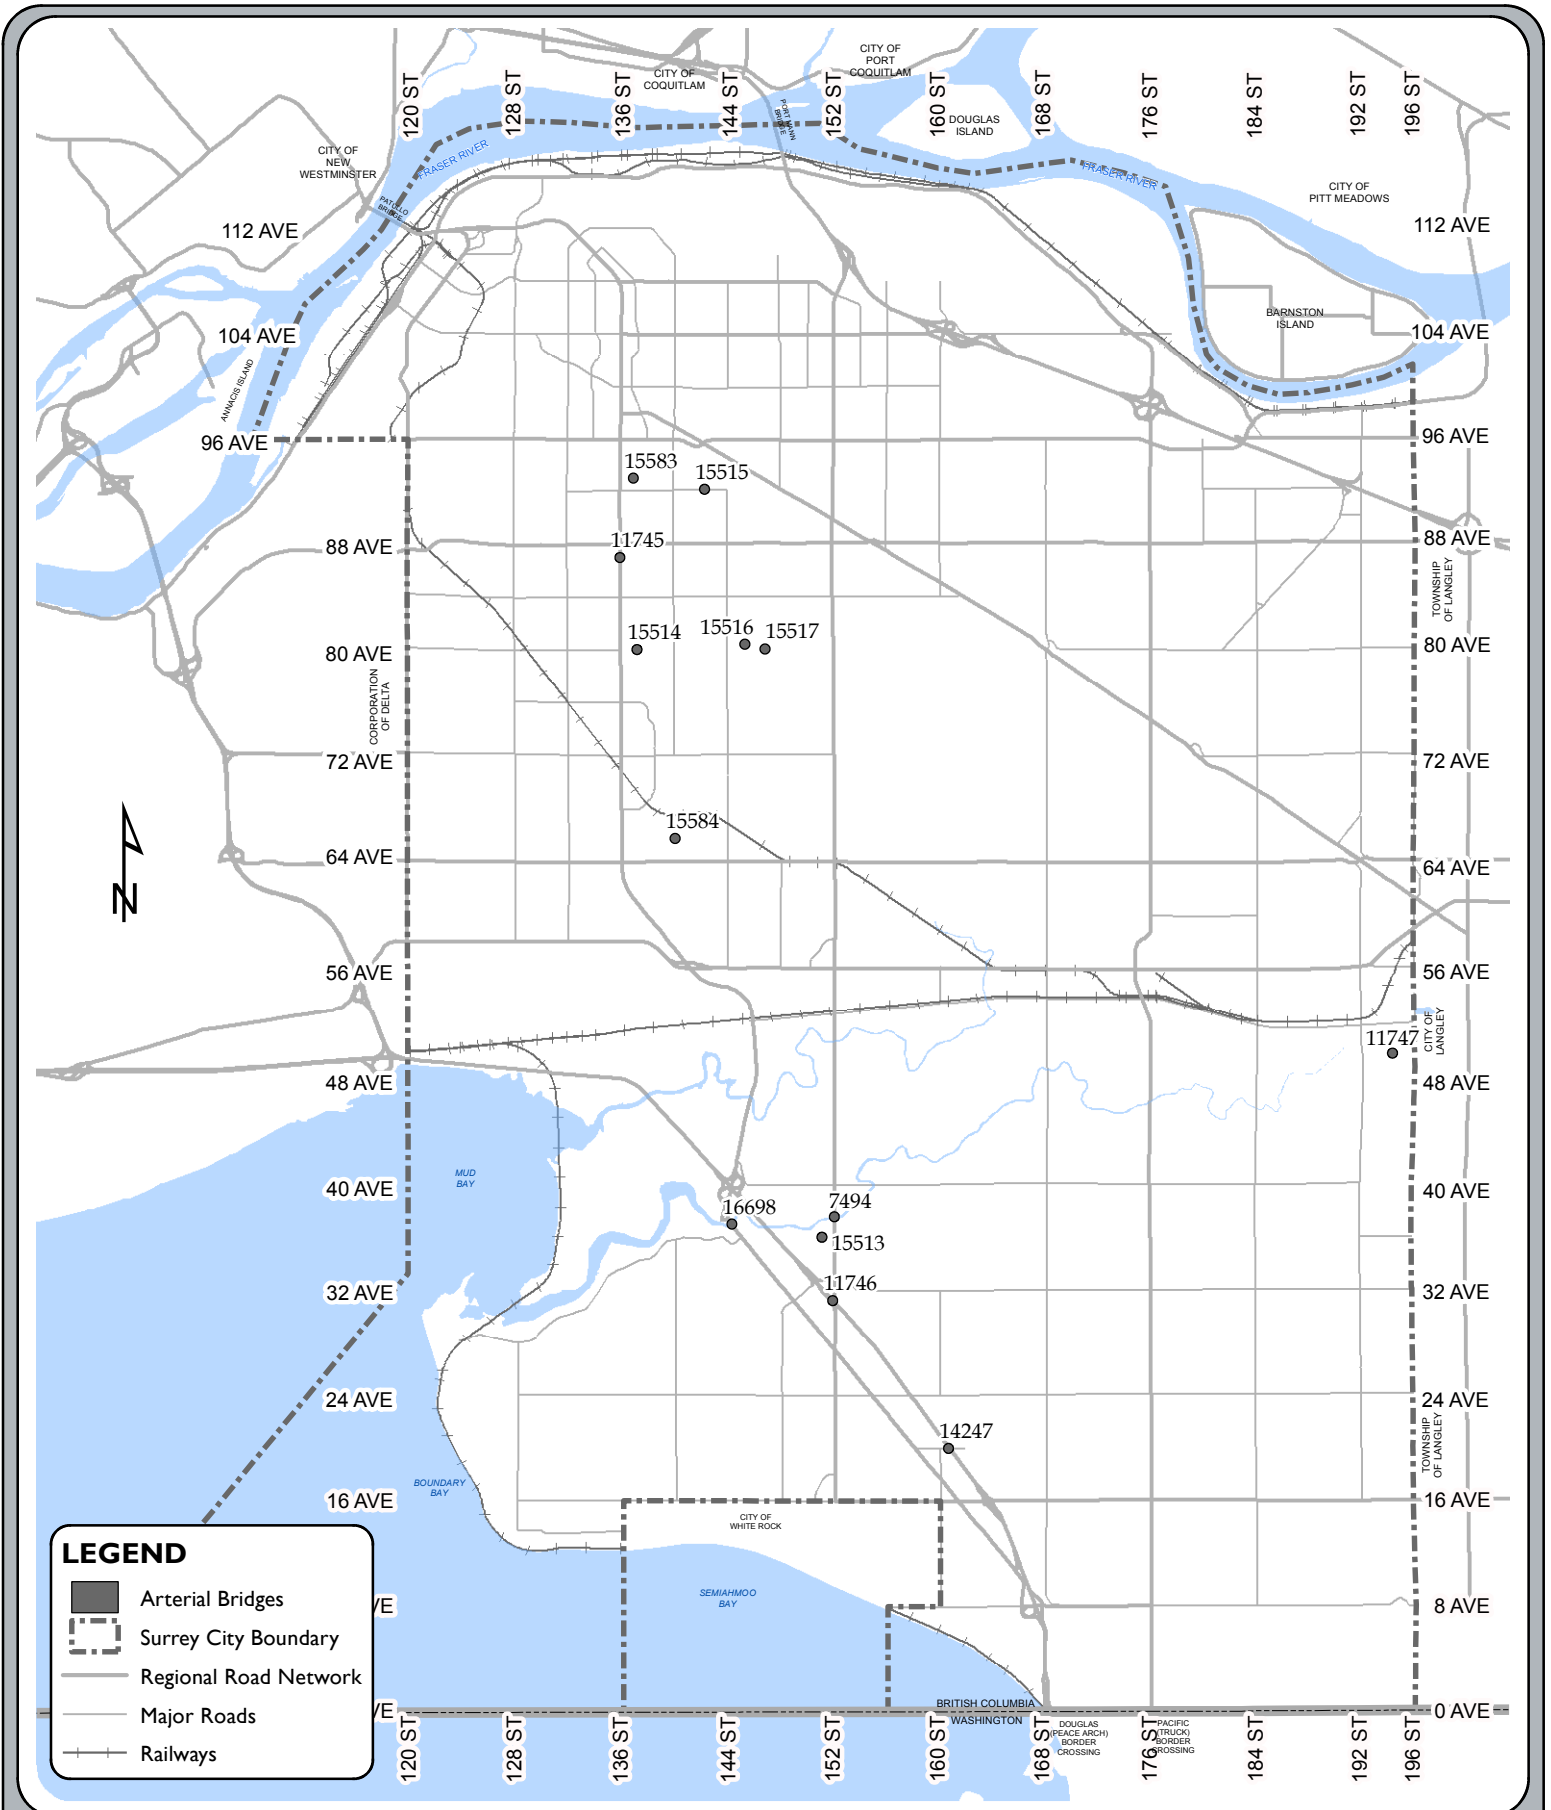 CITY OF
PORT
COQUITLAM
CITY OF
COQUITLAM
120 ST
128 ST
136 ST
144 ST
152 ST
160 ST
168 ST
176 ST
184 ST
192 ST
196 ST
PORT MANN
BRIDGE
DOUGLAS
ISLAND
CITY OF
NEW
WESTMINSTER
FRASER RIVER
FRASER RIVER
CITY OF
PITT MEADOWS
PATULLO
BRIDGE
112 AVE
112 AVE
BARNSTON
ISLAND
104 AVE
104 AVE
ANNACIS ISLAND
96 AVE
96 AVE
15583
15515
88 AVE
11745
88 AVE
TOWNSHIP
OF LANGLEY
80 AVE
15514
15516
15517
80 AVE
CORPORATION
OF DELTA
72 AVE
72 AVE
15584
64 AVE
64 AVE
N
56 AVE
56 AVE
11747
CITY OF
LANGLEY
48 AVE
48 AVE
MUD
BAY
40 AVE
40 AVE
16698
7494
15513
32 AVE
11746
32 AVE
24 AVE
24 AVE
14247
TOWNSHIP
OF LANGLEY
BOUNDARY
BAY
16 AVE
16 AVE
CITY OF
WHITE ROCK
SEMIAHMOO
BAY
VE
8 AVE
VE
0 AVE
BRITISH COLUMBIA
WASHINGTON
DOUGLAS
(PEACE ARCH)
BORDER
CROSSING
PACIFIC
(TRUCK)
BORDER
CROSSING
120 ST
128 ST
136 ST
144 ST
152 ST
160 ST
168 ST
176 ST
184 ST
192 ST
196 ST
LEGEND
Arterial Bridges
Surrey City Boundary
Regional Road Network
Major Roads
Railways